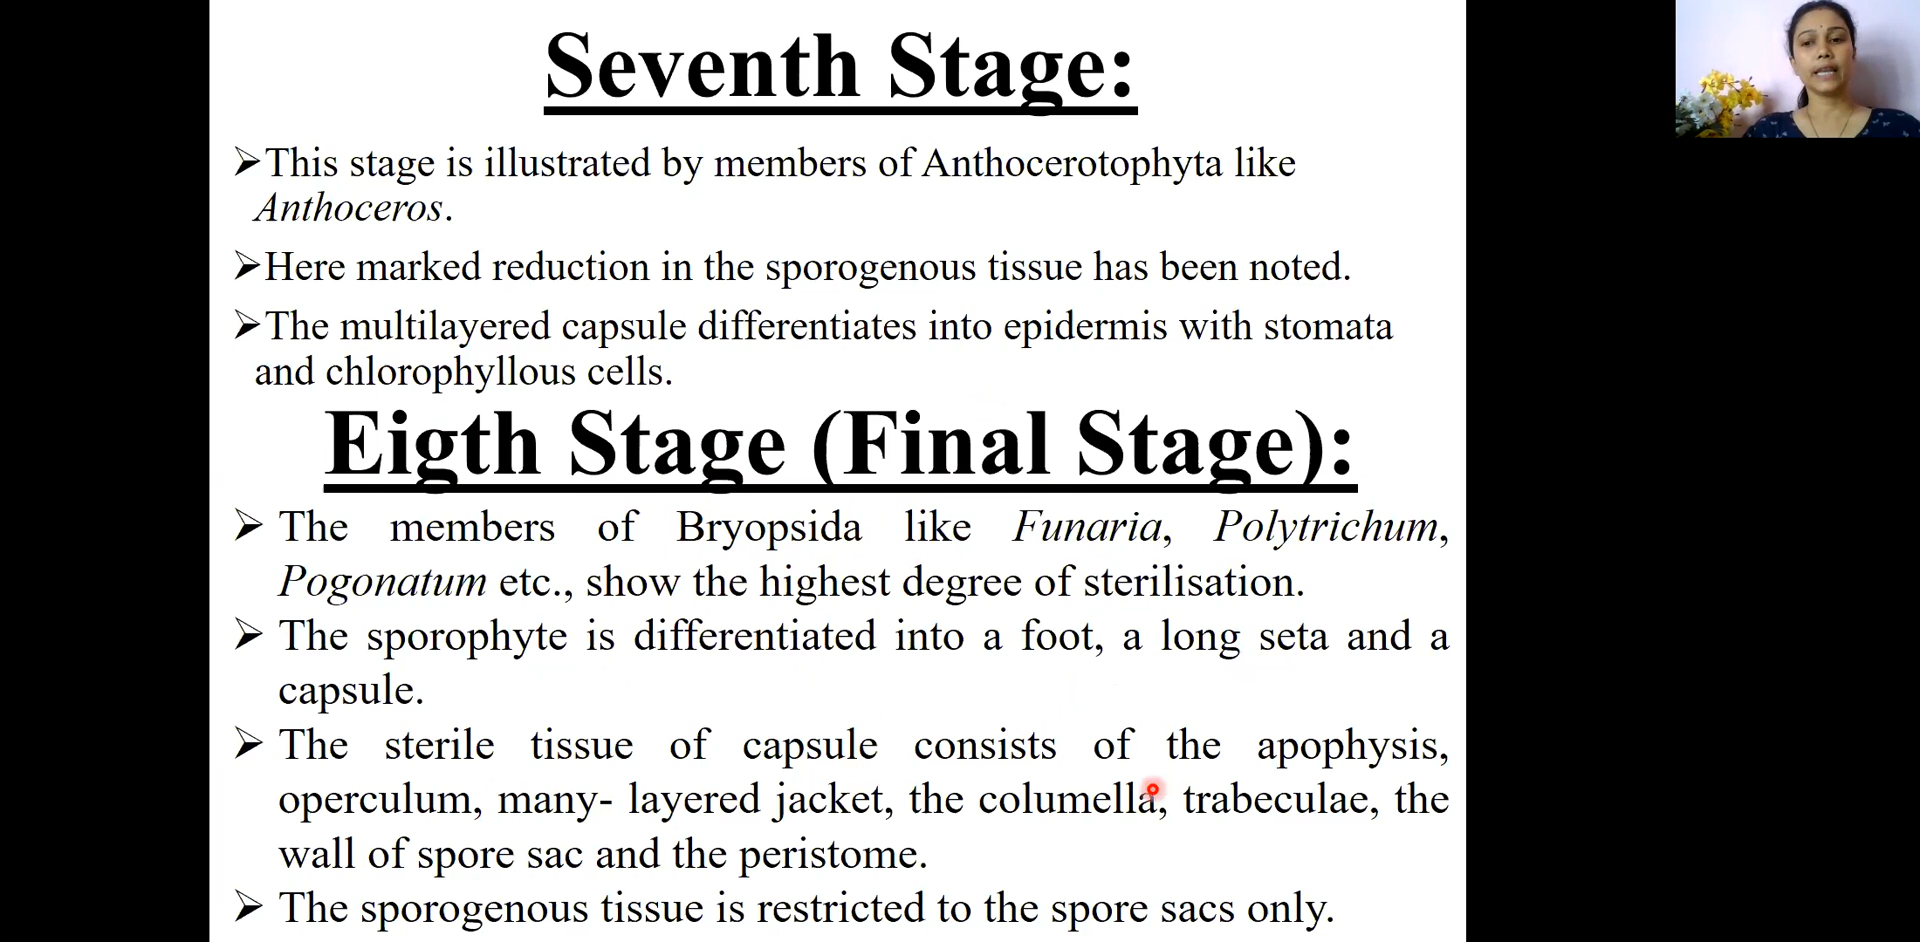 Seventh Stage:
➢This stage is illustrated by members of Anthocerotophyta like
Anthoceros.
➢Here marked reduction in the sporogenous tissue has been noted.
➢The multilayered capsule differentiates into epidermis with stomata
and chlorophyllous cells.
Eigth Stage (Final Stage):
➢ The members of Bryopsida like Funaria, Polytrichum,
Pogonatum etc., show the highest degree of sterilisation.
➢ The sporophyte is differentiated into a foot, a long seta and a
capsule.
➢ The sterile tissue of capsule consists of the apophysis,
operculum, many- layered jacket, the columella, trabeculae, the
wall of spore sac and the peristome.
➢ The sporogenous tissue is restricted to the spore sacs only.